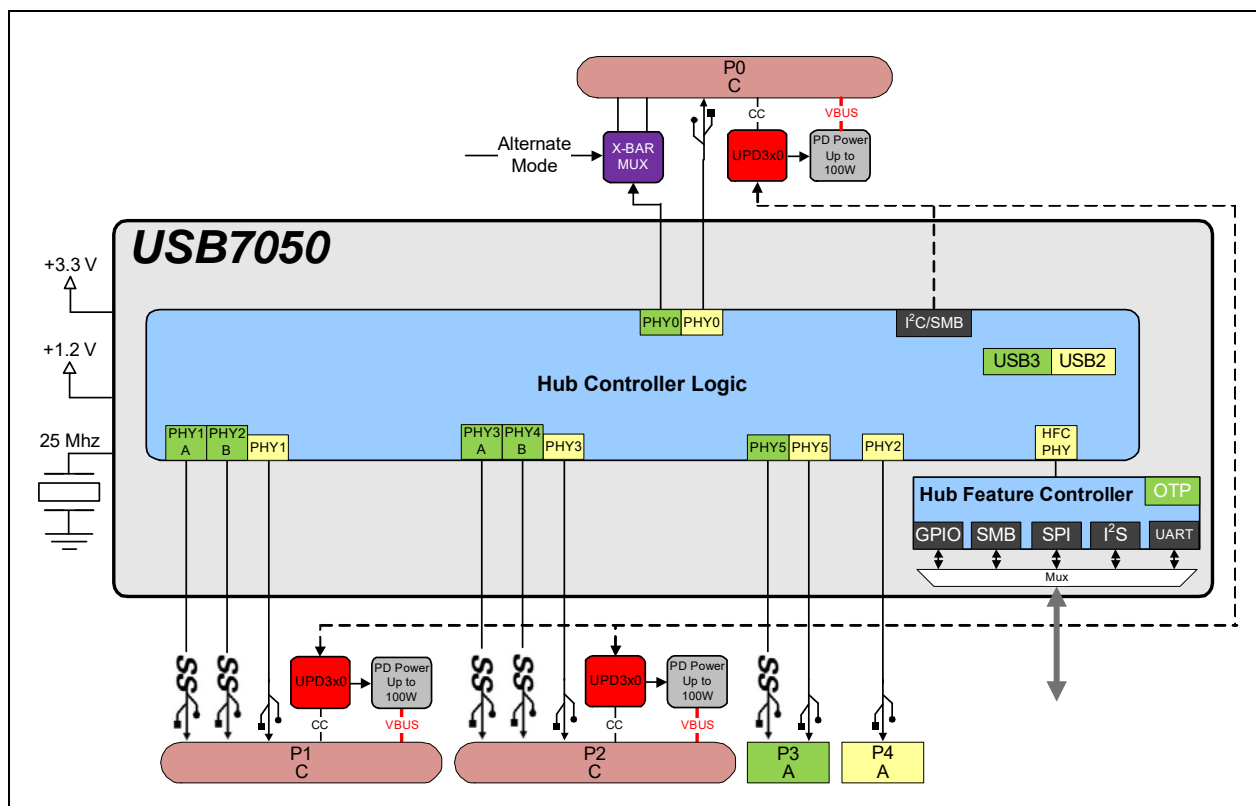 P0
C
CC
VBUS
Alternate
Mode
X-BAR
MUX
UPD3x0
PD Power
Up to
100W
USB7050
+3.3 V
+1.2 V
25 Mhz
PHY0
PHY0
I²C/SMB
USB3
USB2
Hub Controller Logic
PHY1
A
PHY2
B
PHY1
PHY3
A
PHY4
B
PHY3
PHY5
PHY5
PHY2
HFC
PHY
Hub Feature Controller
OTP
GPIO
SMB
SPI
I²S
UART
Mux
SS
SS
UPD3x0
PD Power
Up to
100W
CC
VBUS
P1
C
SS
SS
UPD3x0
PD Power
Up to
100W
CC
VBUS
P2
C
SS
P3
A
P4
A